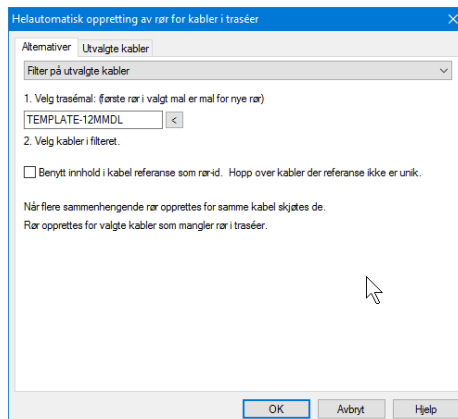 Helautomatisk oppretting av rør for kabler i traséer
Alternativer Utvalgte kabler
Filter på utvalgte kabler
1. Velg trasémal: (første rør i valgt mal er mal for nye rør)
TEMPLATE-12MMDL <
2. Velg kabler i filteret.
Benytt innhold i kabel referanse som rør-id. Hopp over kabler der referanse ikke er unik.
Når flere sammenhengende rør opprettes for samme kabel skjøtes de.
Rør opprettes for valgte kabler som mangler rør i traséer.
OK Avbryt Hjelp